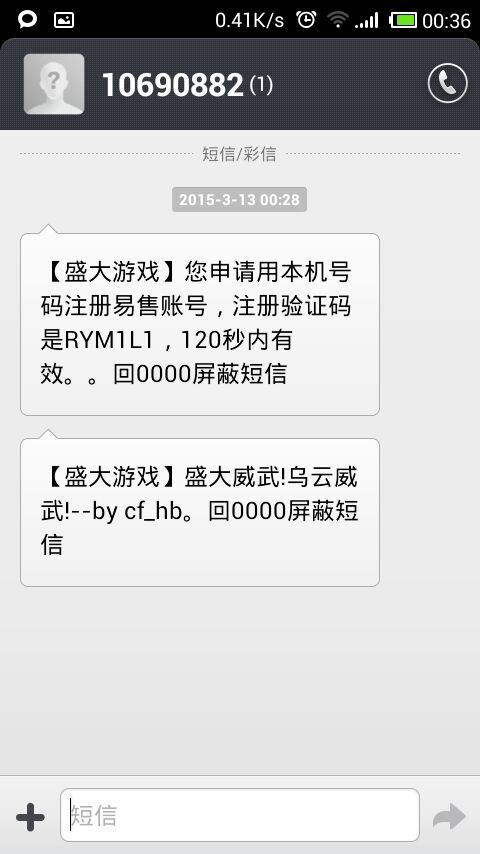 0.41K/s 00:36
10690882 (1)
短信/彩信
2015-3-13 00:28
【盛大游戏】您申请用本机号
码注册易售账号，注册验证码
是RYM1L1，120秒内有
效。。回0000屏蔽短信
【盛大游戏】盛大威武!乌云威
武!--by cf_hb。回0000屏蔽短
信
短信